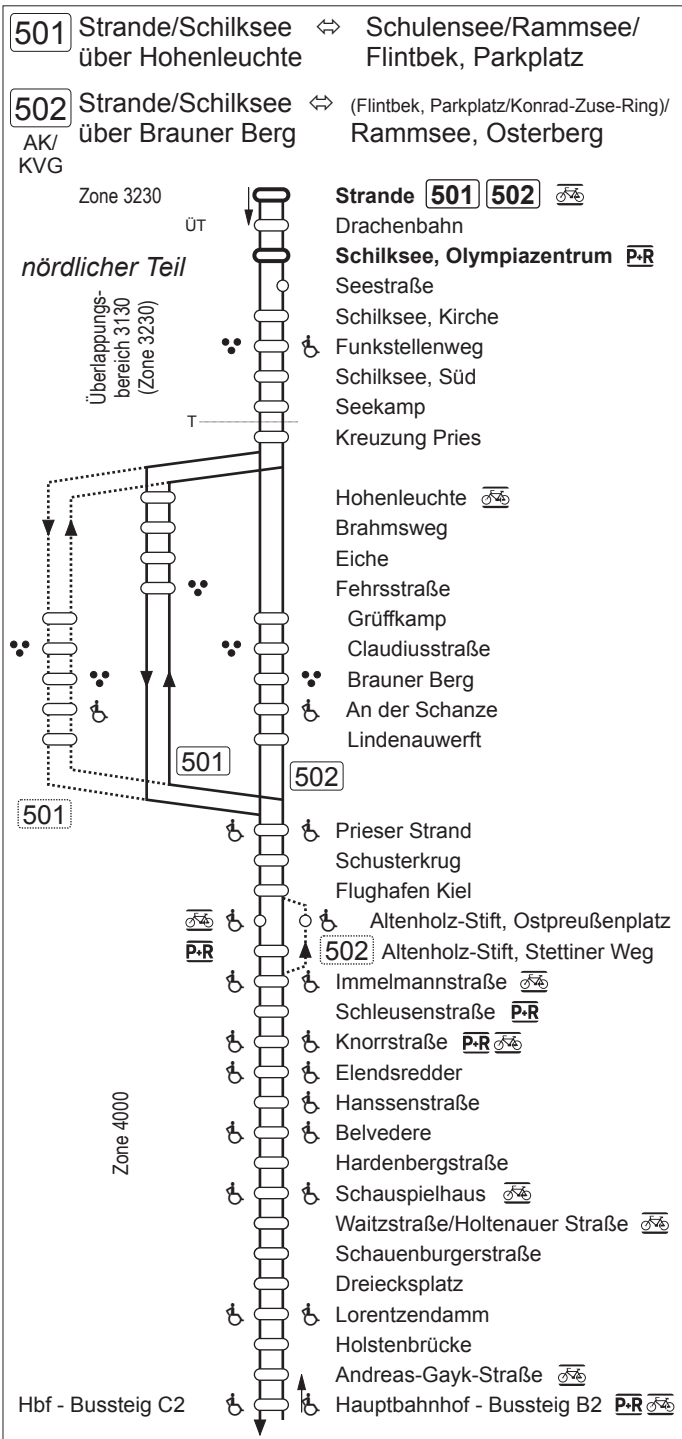 501 Strande/Schilksee ⇔ Schulensee/Rammsee/
über Hohenleuchte Flintbek, Parkplatz
502 Strande/Schilksee ⇔ (Flintbek, Parkplatz/Konrad-Zuse-Ring)/
AK/ über Brauner Berg Rammsee, Osterberg
KVG
Zone 3230 Strande 501 502
ÜT Drachenbahn
nördlicher Teil Schilksee, Olympiazentrum P+R
Seestraße
Überlappungs-
bereich 3130
(Zone 3230)
Schilksee, Kirche
Funkstellenweg
Schilksee, Süd
Seekamp
T
Kreuzung Pries
Hohenleuchte
Brahmsweg
Eiche
Fehrsstraße
Grüffkamp
Claudiusstraße
Brauner Berg
An der Schanze
Lindenauwerft
501
502
501
Prieser Strand
Schusterkrug
Flughafen Kiel
Altenholz-Stift, Ostpreußenplatz
P+R 502 Altenholz-Stift, Stettiner Weg
Immelmannstraße
Schleusenstraße P+R
Knorrstraße P+R
Elendsredder
Zone 4000
Hanssenstraße
Belvedere
Hardenbergstraße
Schauspielhaus
Waitzstraße/Holtenauer Straße
Schauenburgerstraße
Dreiecksplatz
Lorentzendamm
Holstenbrücke
Andreas-Gayk-Straße
Hbf - Bussteig C2 Hauptbahnhof - Bussteig B2 P+R